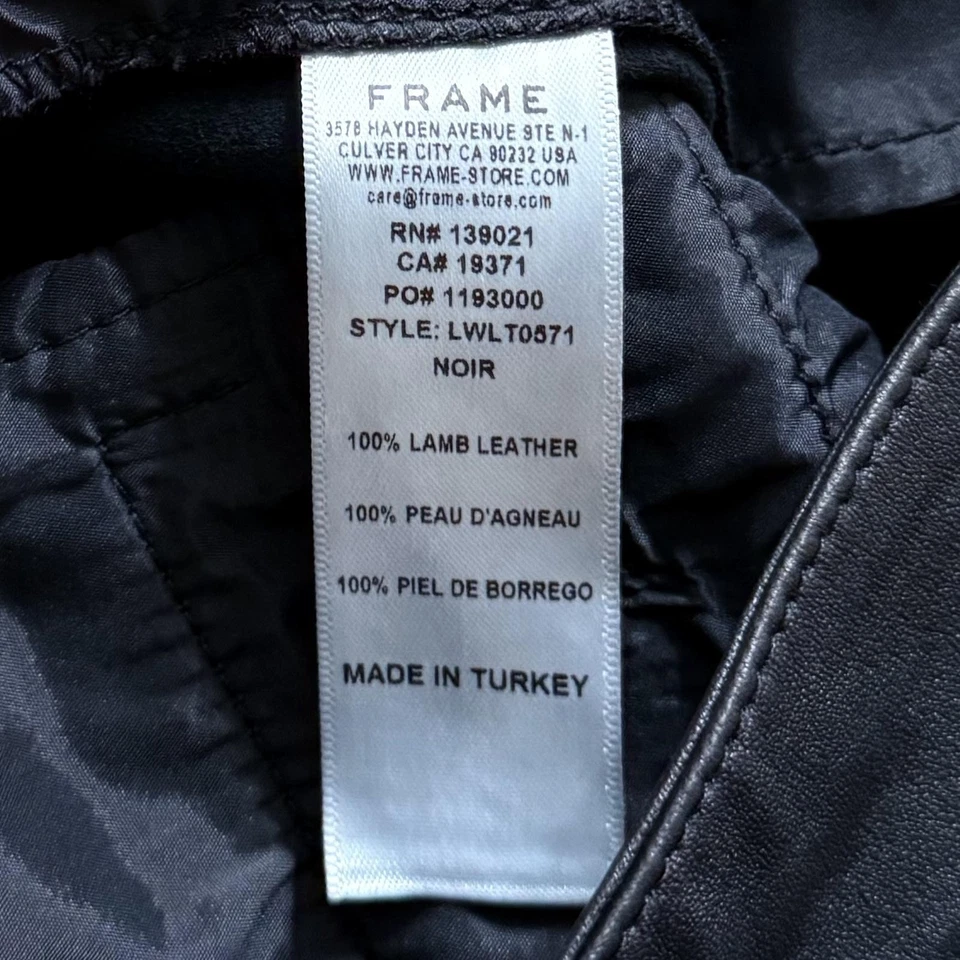 FRAME
3578 HAYDEN AVENUE STE N-1
CULVER CITY CA 90232 USA
WWW.FRAME-STORE.COM
care@frame-store.com
RN# 139021
CA# 19371
PO# 1193000
STYLE: LWLT0571
NOIR
100% LAMB LEATHER
100% PEAU D'AGNEAU
100% PIEL DE BORREGO
MADE IN TURKEY